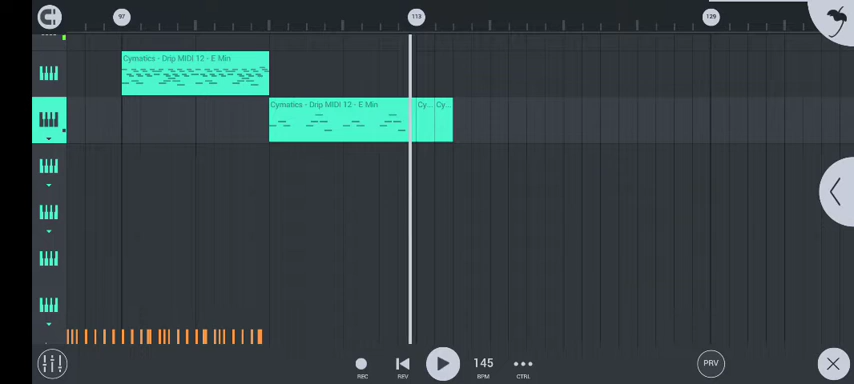 97
113
129
Cymatics - Drip MIDI 12 - E Min
Cymatics - Drip MIDI 12 - E Min
Cy...
Cy...
REC
REV
145
BPM
CTRL
PRV